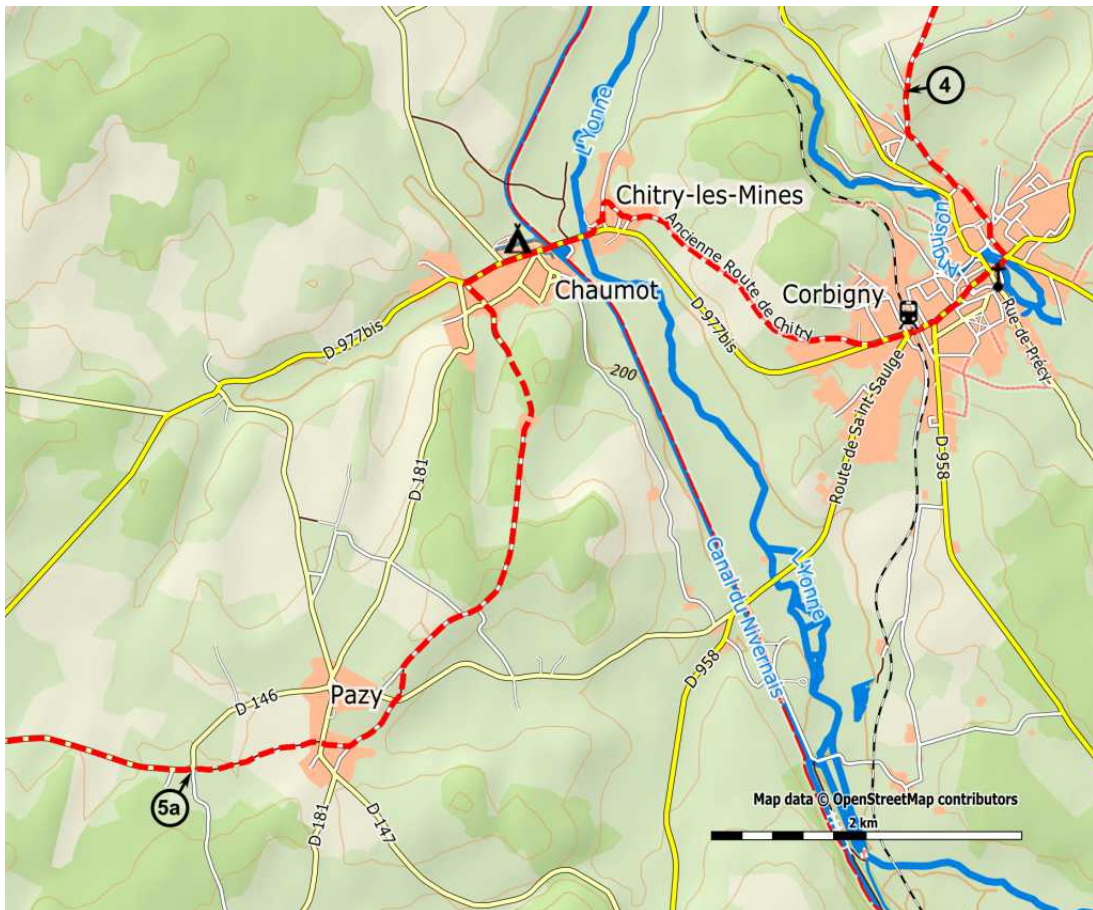 4
L'Yonne
Chitry-les-Mines
Anguison
Ancienne Route de Chitry
Corbigny
Chaumot
D 977bis
D 977bis
Rue de Précy
200
Route de Saint-Saulge
D 181
D 958
L'Yonne
Canal du Nivernais
D 958
D 146
Pazy
5a
D 181
D 147
Map data © OpenStreetMap contributors
2 km